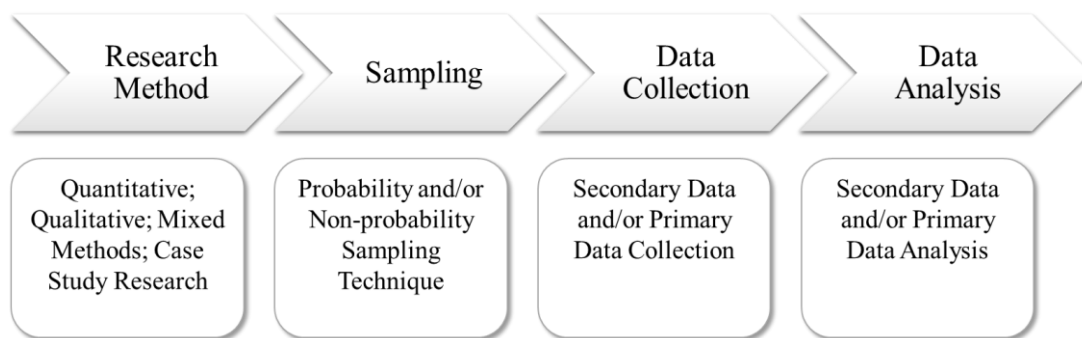 Research
Method
Sampling
Data
Collection
Data
Analysis
Quantitative;
Qualitative; Mixed
Methods; Case
Study Research
Probability and/or
Non-probability
Sampling
Technique
Secondary Data
and/or Primary
Data Collection
Secondary Data
and/or Primary
Data Analysis